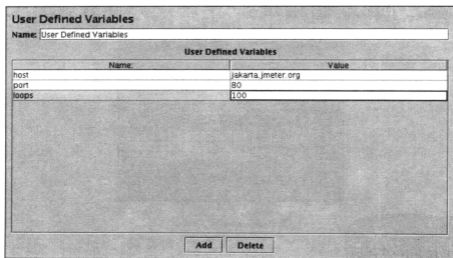 User Defined Variables
Name: User Defined Variables
User Defined Variables
Name: Value
host jakarta.jmeter.org
port 80
loops 100
Add Delete